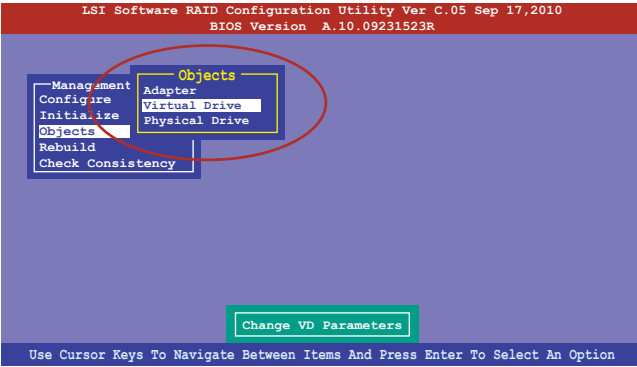 LSI Software RAID Configuration Utility Ver C.05 Sep 17,2010
BIOS Version A.10.09231523R
Management
Configure
Initialize
Objects
Rebuild
Check Consistency
Objects
Adapter
Virtual Drive
Physical Drive
Change VD Parameters
Use Cursor Keys To Navigate Between Items And Press Enter To Select An Option